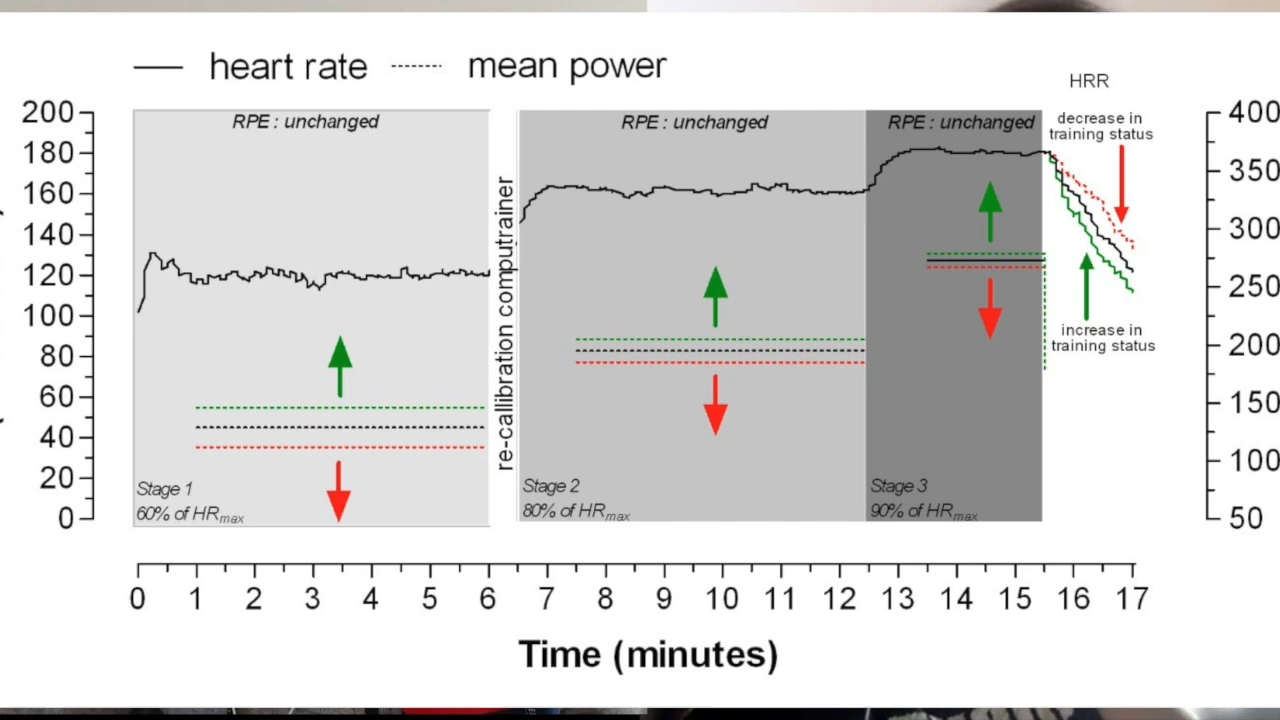 heart rate mean power
HRR
decrease in
training status
RPE : unchanged
RPE : unchanged
RPE : unchanged
200
180
160
140
120
100
80
60
40
20
0
re-callibration computrainer
400
350
300
250
200
150
100
50
increase in
training status
Stage 1
60% of HRmax
Stage 2
80% of HRmax
Stage 3
90% of HRmax
0 1 2 3 4 5 6 7 8 9 10 11 12 13 14 15 16 17
Time (minutes)